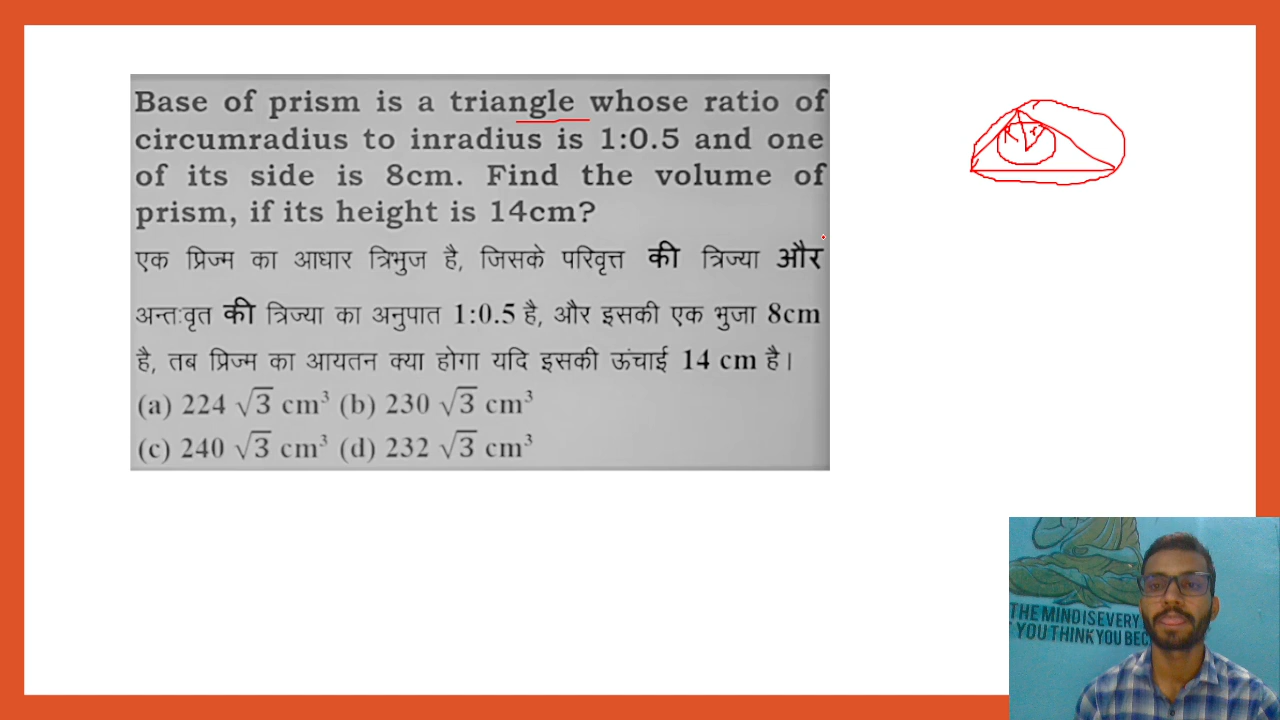 Base of prism is a triangle whose ratio of
circumradius to inradius is 1:0.5 and one
of its side is 8cm. Find the volume of
prism, if its height is 14cm?
एक प्रिज्म का आधार त्रिभुज है, जिसके परिवृत्त की त्रिज्या और
अन्तःवृत की त्रिज्या का अनुपात 1:0.5 है, और इसकी एक भुजा 8cm
है, तब प्रिज्म का आयतन क्या होगा यदि इसकी ऊंचाई 14 cm है।
(a) 224 √3 cm³ (b) 230 √3 cm³
(c) 240 √3 cm³ (d) 232 √3 cm³
THE MIND IS EVERY
YOU THINK YOU BEC